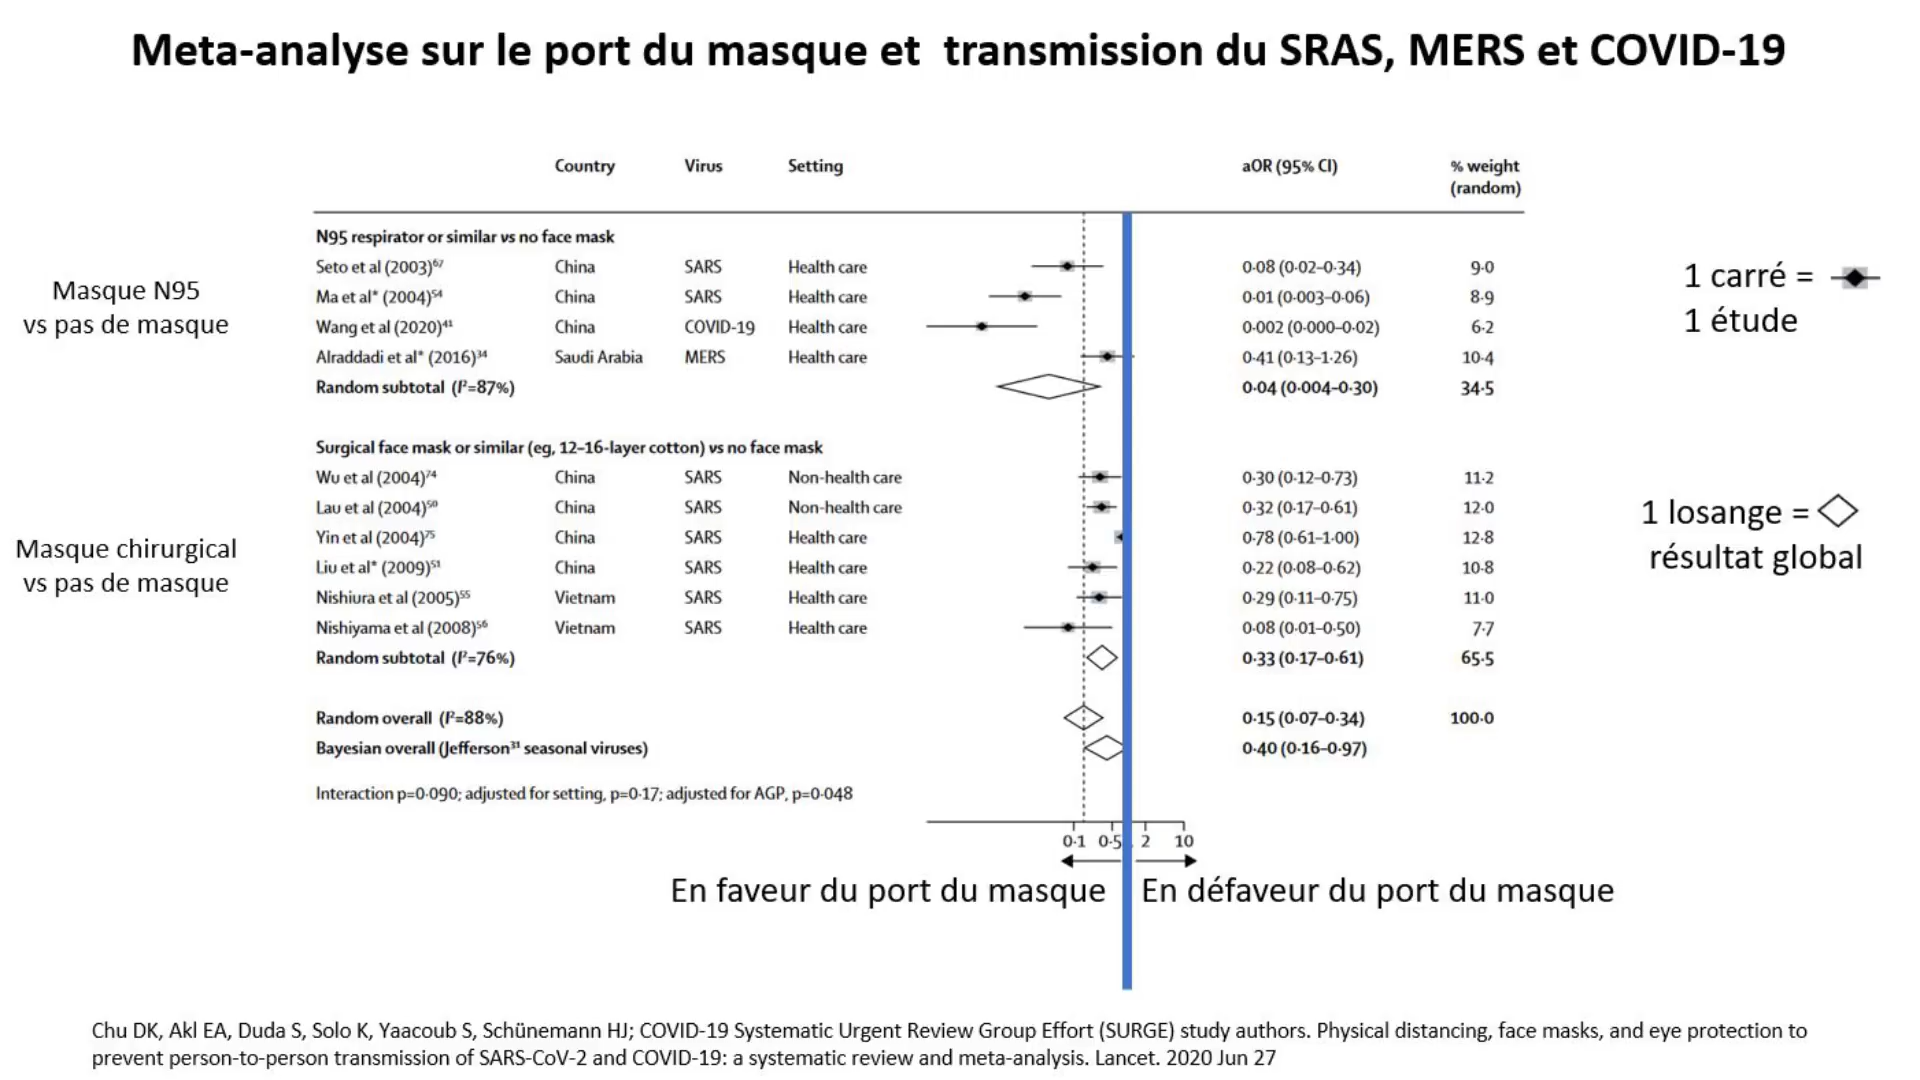 Meta-analyse sur le port du masque et transmission du SRAS, MERS et COVID-19
Country Virus Setting aOR (95% CI) % weight
(random)
N95 respirator or similar vs no face mask
Seto et al (2003)⁶⁷ China SARS Health care 0·08 (0·02–0·34) 9·0
Ma et al* (2004)⁵⁴ China SARS Health care 0·01 (0·003–0·06) 8·9
Wang et al (2020)⁴¹ China COVID-19 Health care 0·002 (0·000–0·02) 6·2
Alraddadi et al* (2016)³⁴ Saudi Arabia MERS Health care 0·41 (0·13–1·26) 10·4
Random subtotal (I²=87%) 0·04 (0·004–0·30) 34·5
Masque N95
vs pas de masque
1 carré =
1 étude
Surgical face mask or similar (eg, 12–16-layer cotton) vs no face mask
Wu et al (2004)⁷⁴ China SARS Non-health care 0·30 (0·12–0·73) 11·2
Lau et al (2004)⁵⁰ China SARS Non-health care 0·32 (0·17–0·61) 12·0
Yin et al (2004)⁷⁵ China SARS Health care 0·78 (0·61–1·00) 12·8
Liu et al* (2009)⁵¹ China SARS Health care 0·22 (0·08–0·62) 10·8
Nishiura et al (2005)⁵⁵ Vietnam SARS Health care 0·29 (0·11–0·75) 11·0
Nishiyama et al (2008)⁵⁶ Vietnam SARS Health care 0·08 (0·01–0·50) 7·7
Random subtotal (I²=76%) 0·33 (0·17–0·61) 65·5
Masque chirurgical
vs pas de masque
1 losange =
résultat global
Random overall (I²=88%) 0·15 (0·07–0·34) 100·0
Bayesian overall (Jefferson³¹ seasonal viruses) 0·40 (0·16–0·97)
Interaction p=0·090; adjusted for setting, p=0·17; adjusted for AGP, p=0·048
0·1 0·5 2 10
En faveur du port du masque En défaveur du port du masque
Chu DK, Akl EA, Duda S, Solo K, Yaacoub S, Schünemann HJ; COVID-19 Systematic Urgent Review Group Effort (SURGE) study authors. Physical distancing, face masks, and eye protection to
prevent person-to-person transmission of SARS-CoV-2 and COVID-19: a systematic review and meta-analysis. Lancet. 2020 Jun 27